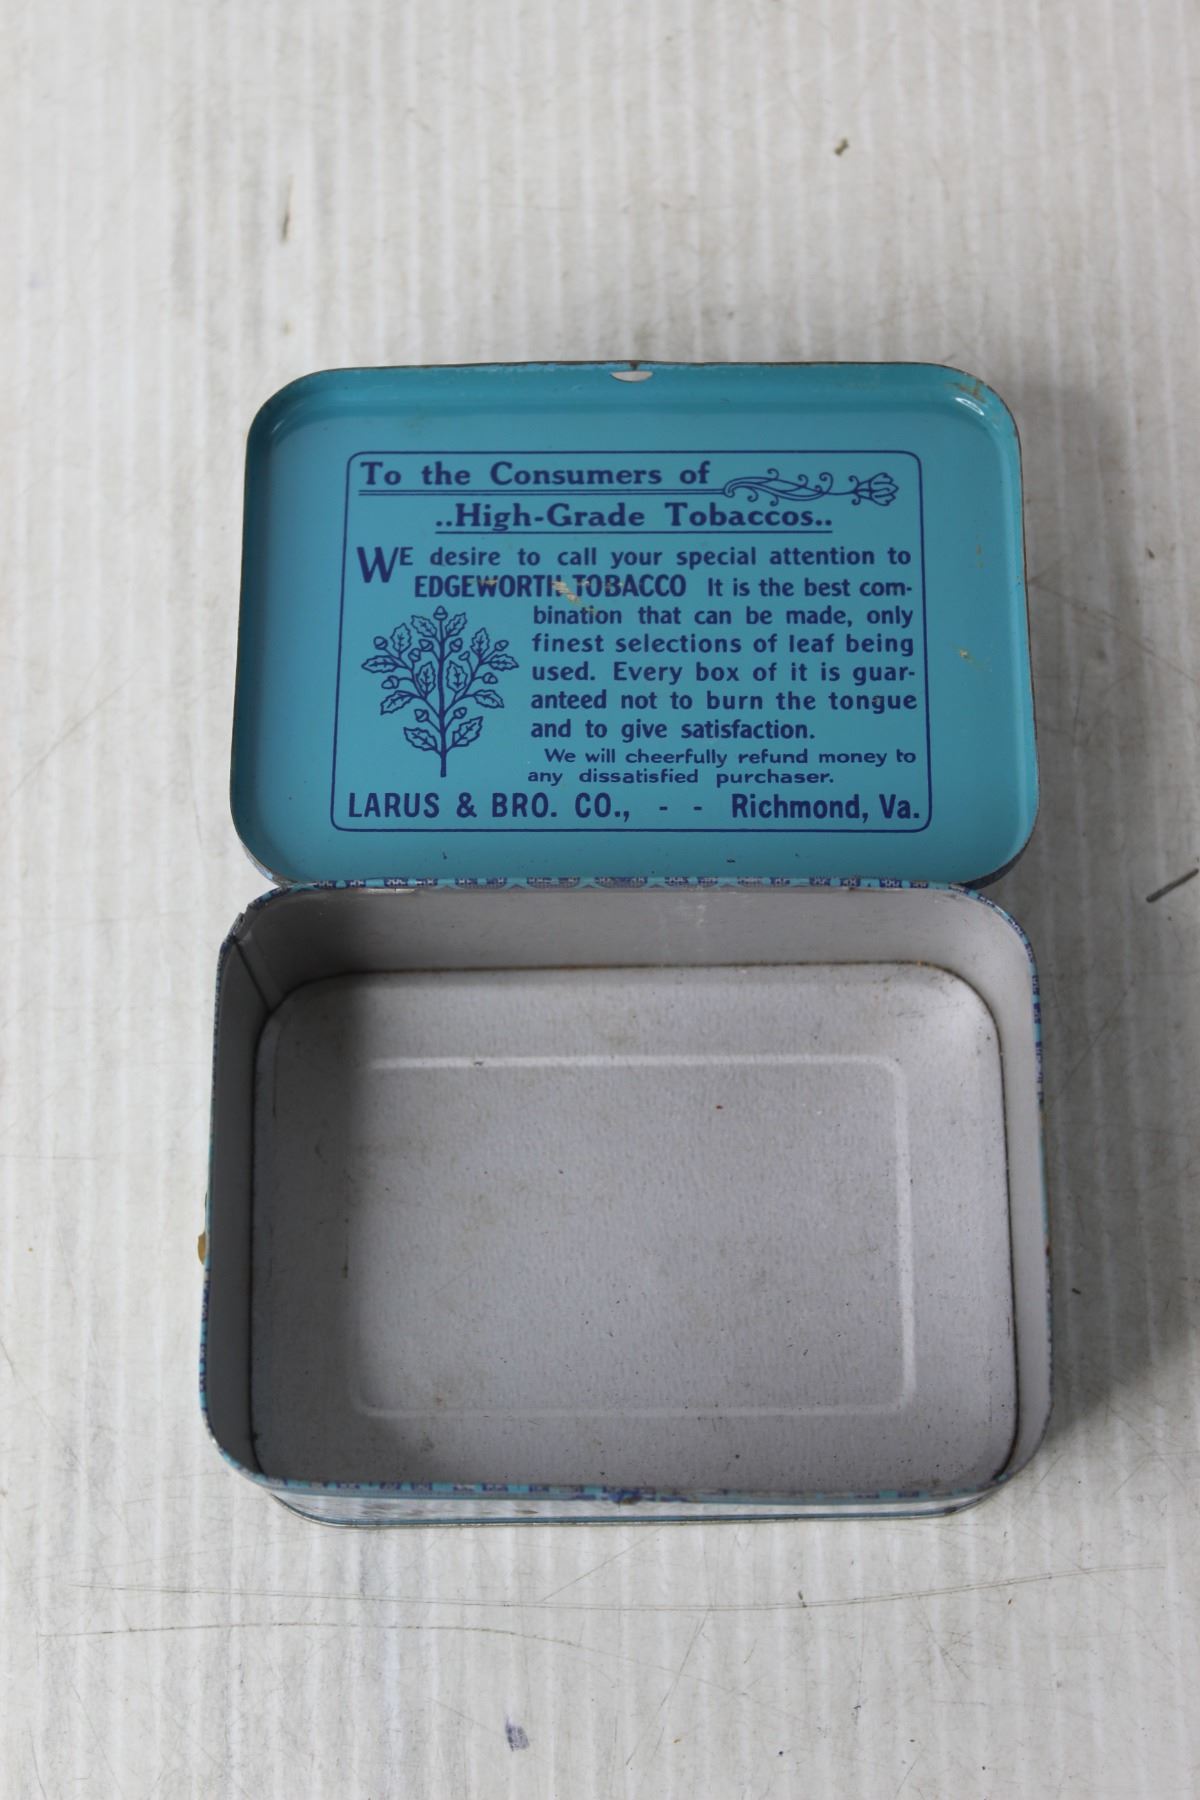 To the Consumers of
..High-Grade Tobaccos..
WE desire to call your special attention to
EDGEWORTH TOBACCO It is the best com-
bination that can be made, only
finest selections of leaf being
used. Every box of it is guar-
anteed not to burn the tongue
and to give satisfaction.
We will cheerfully refund money to
any dissatisfied purchaser.
LARUS & BRO. CO., - - Richmond, Va.